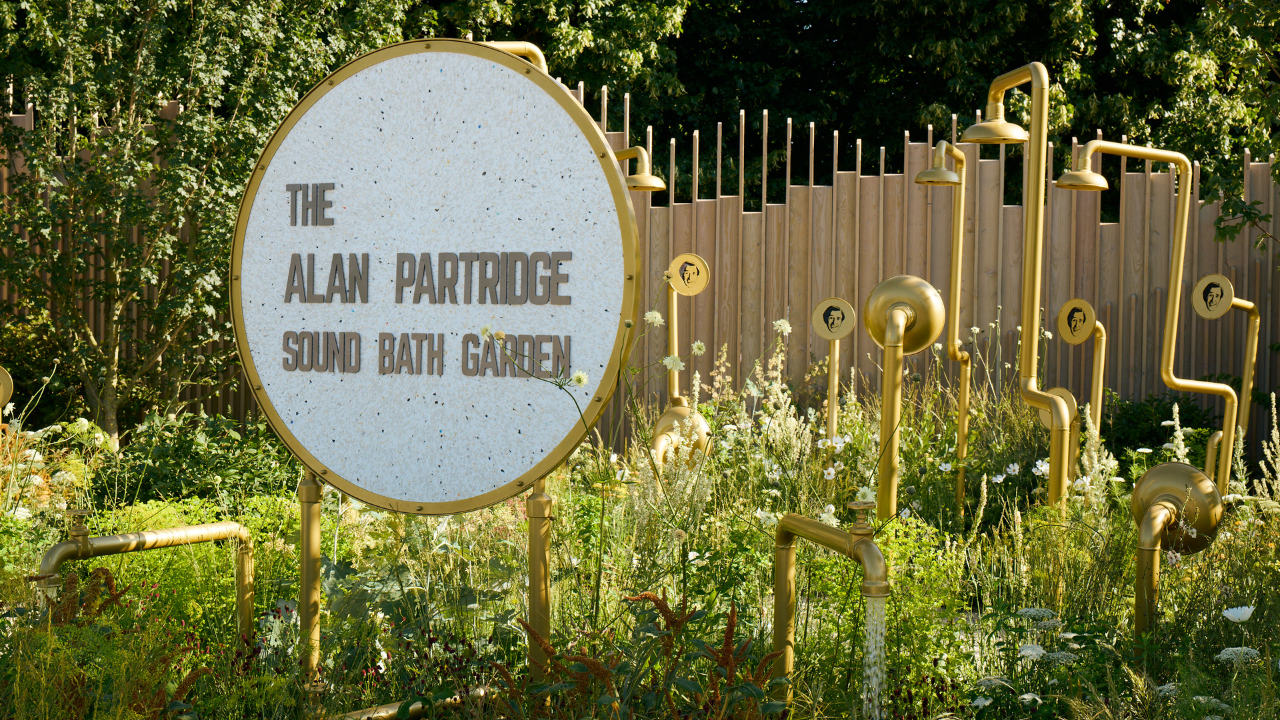 THE
ALAN PARTRIDGE
SOUND BATH GARDEN